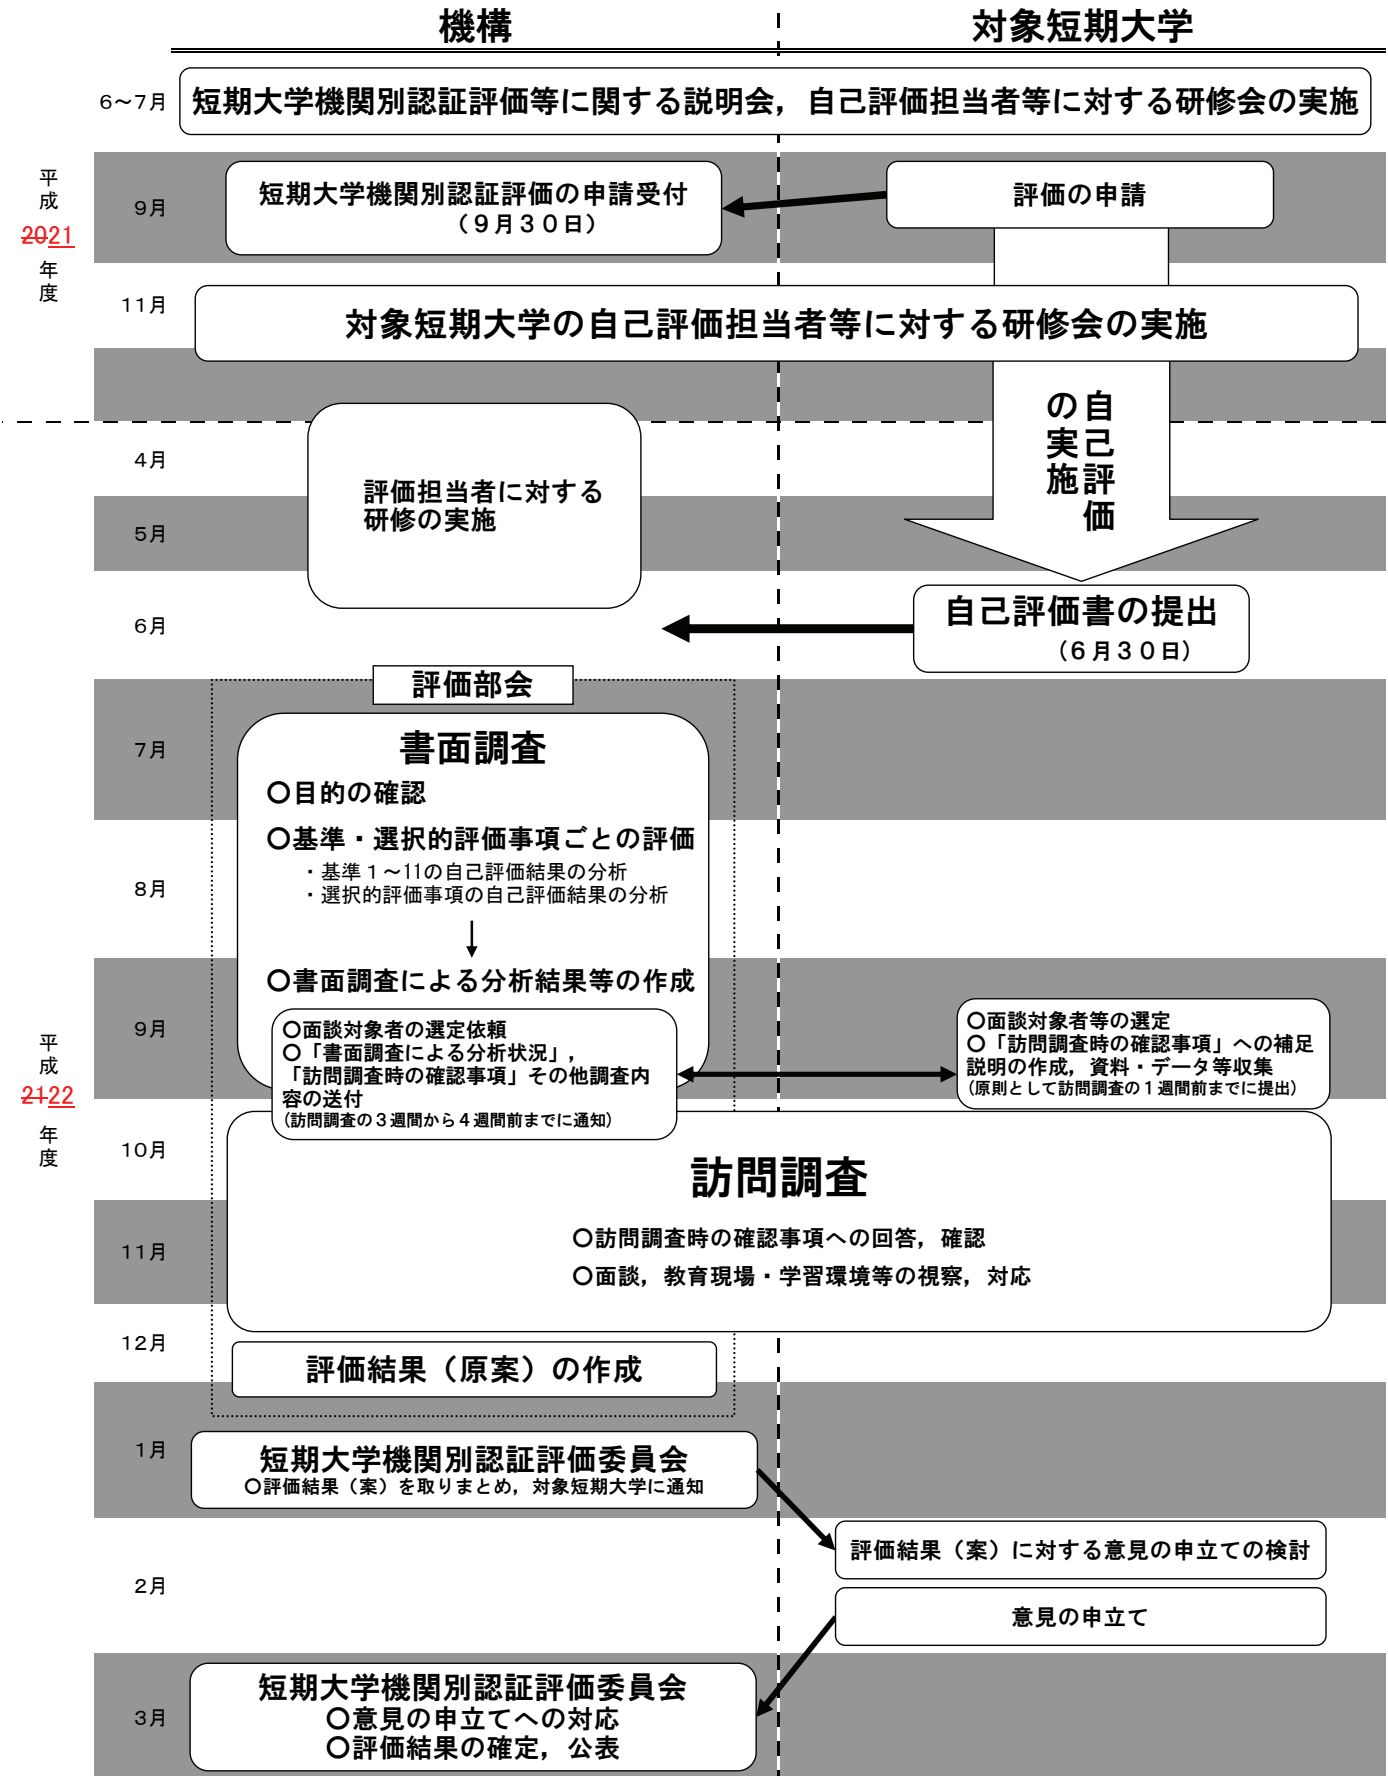 機構
対象短期大学
6～7月
短期大学機関別認証評価等に関する説明会，自己評価担当者等に対する研修会の実施
平成
2021
年度
9月
短期大学機関別認証評価の申請受付
（９月３０日）
評価の申請
11月
対象短期大学の自己評価担当者等に対する研修会の実施
自己評価
の実施
4月
評価担当者に対する
研修の実施
5月
6月
自己評価書の提出
（６月３０日）
評価部会
7月
書面調査
〇目的の確認
〇基準・選択的評価事項ごとの評価
・基準１～11の自己評価結果の分析
・選択的評価事項の自己評価結果の分析
8月
↓
〇書面調査による分析結果等の作成
平成
2122
年度
9月
〇面談対象者の選定依頼
〇「書面調査による分析状況」，
「訪問調査時の確認事項」その他調査内
容の送付
(訪問調査の３週間から４週間前までに通知)
〇面談対象者等の選定
〇「訪問調査時の確認事項」への補足
説明の作成，資料・データ等収集
(原則として訪問調査の１週間前までに提出)
10月
訪問調査
11月
〇訪問調査時の確認事項への回答，確認
〇面談，教育現場・学習環境等の視察，対応
12月
評価結果（原案）の作成
1月
短期大学機関別認証評価委員会
〇評価結果（案）を取りまとめ，対象短期大学に通知
評価結果（案）に対する意見の申立ての検討
2月
意見の申立て
3月
短期大学機関別認証評価委員会
〇意見の申立てへの対応
〇評価結果の確定，公表